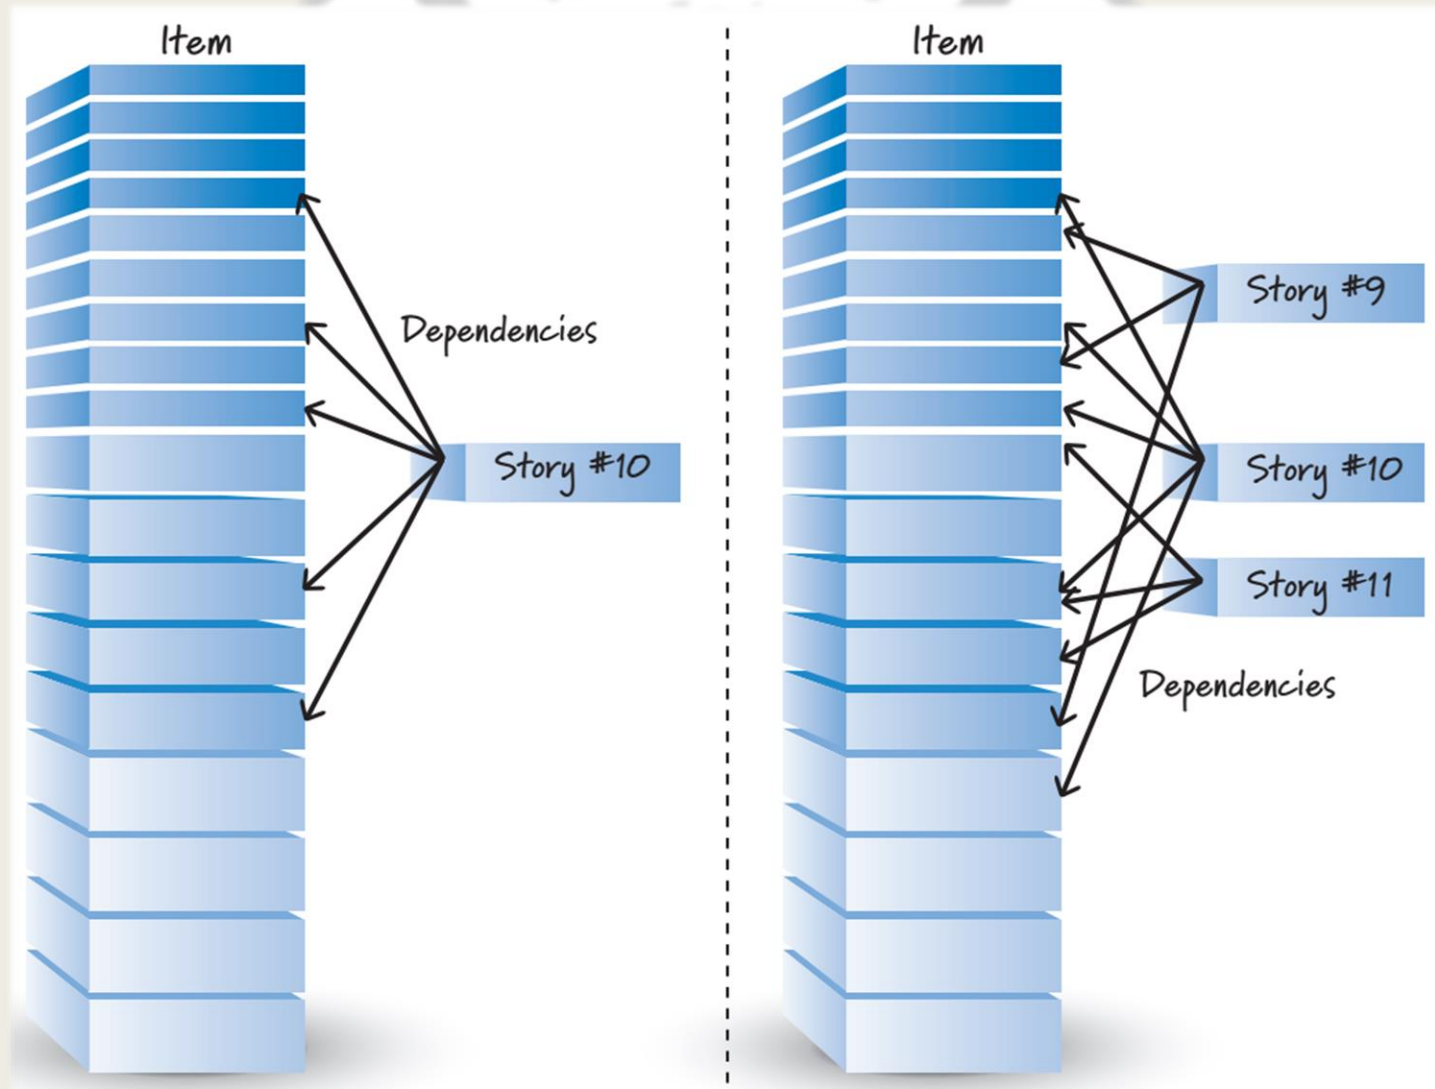 Item
Dependencies
Story #10
Item
Story #9
Story #10
Story #11
Dependencies